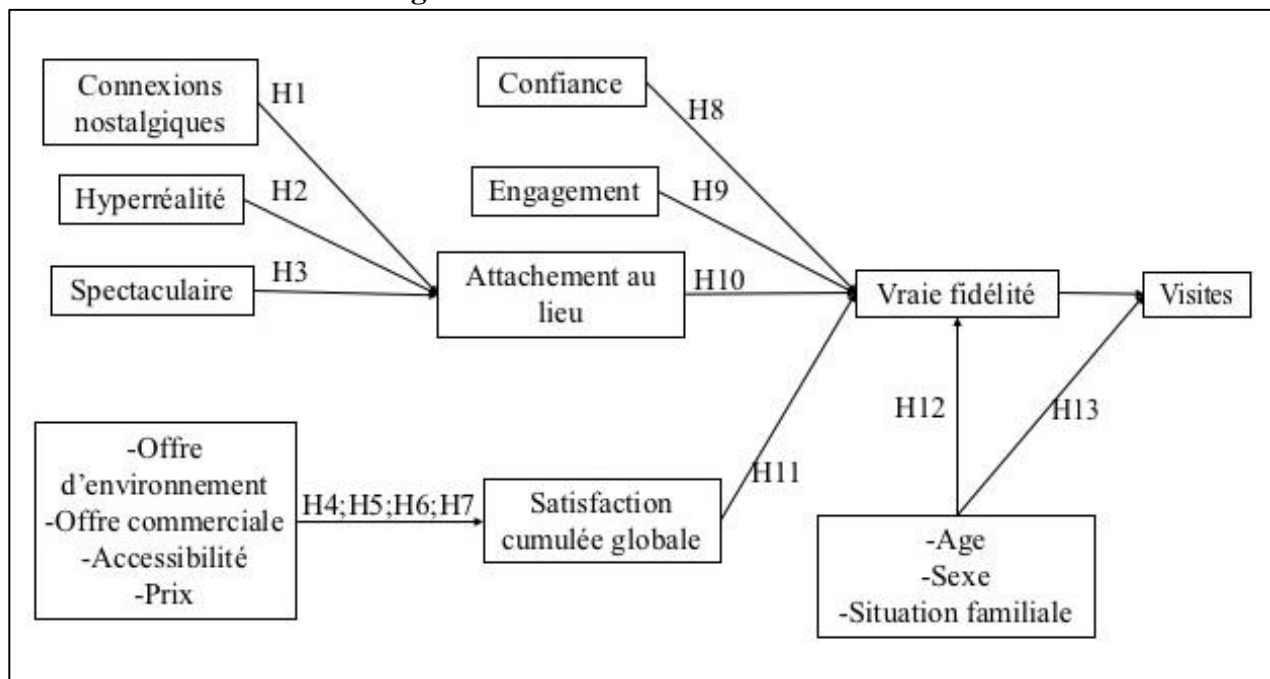 Connexions
nostalgiques
H1
Hyperréalité
H2
Spectaculaire
H3
Confiance
H8
Engagement
H9
Attachement au
lieu
H10
Vraie fidélité
Visites
-Offre
d'environnement
-Offre commerciale
-Accessibilité
-Prix
H4;H5;H6;H7
Satisfaction
cumulée globale
H11
H12
H13
-Age
-Sexe
-Situation familiale